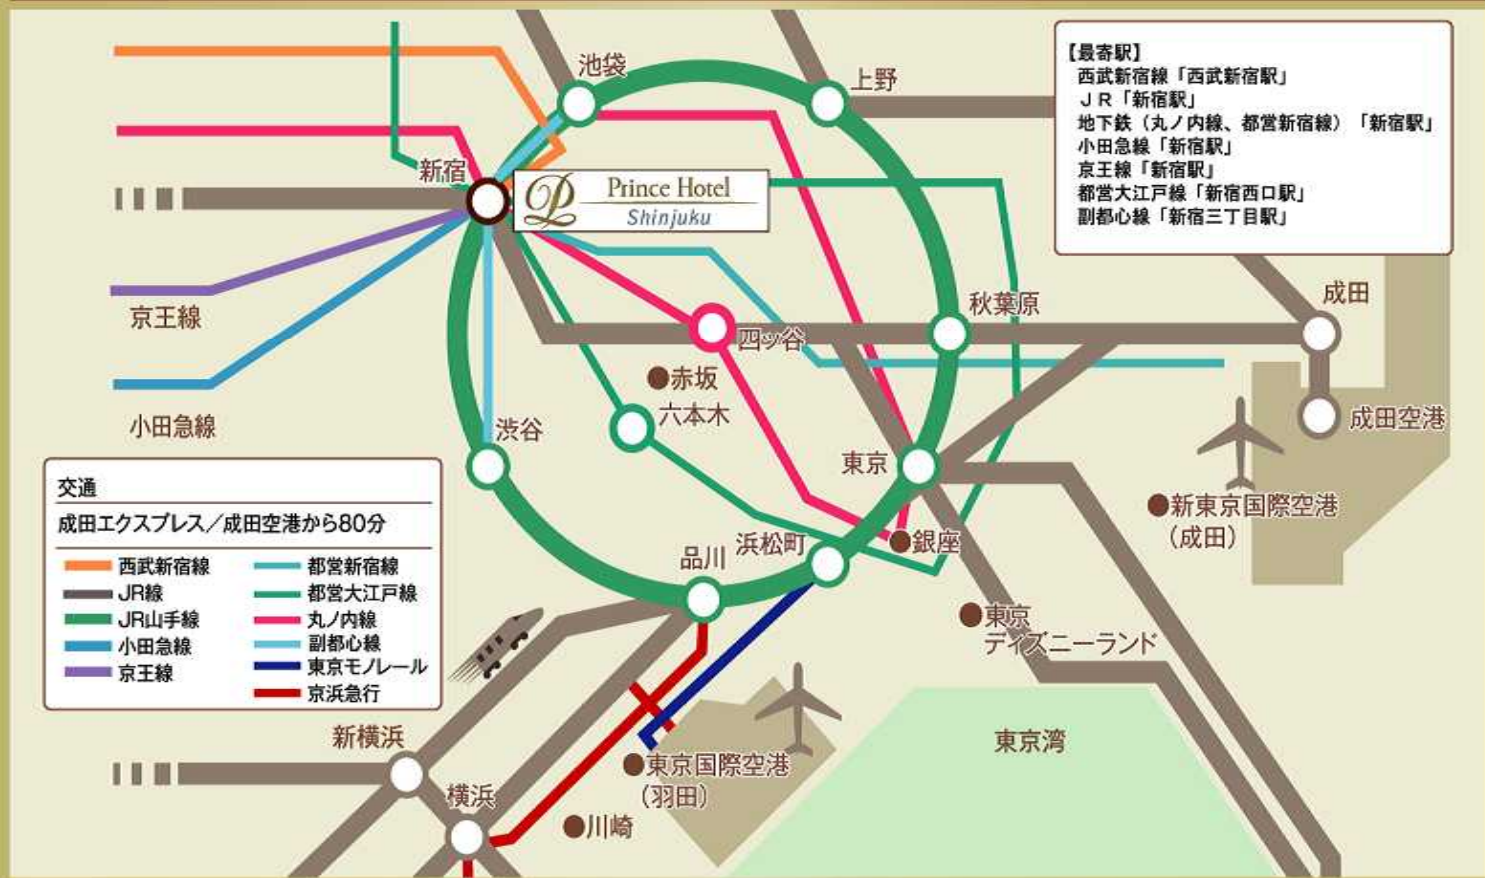 池袋
上野
新宿
Prince Hotel
Shinjuku
【最寄駅】
西武新宿線「西武新宿駅」
JR「新宿駅」
地下鉄（丸ノ内線、都営新宿線）「新宿駅」
小田急線「新宿駅」
京王線「新宿駅」
都営大江戸線「新宿西口駅」
副都心線「新宿三丁目駅」
京王線
小田急線
四ッ谷
秋葉原
成田
●赤坂
六本木
渋谷
東京
成田空港
●新東京国際空港
（成田）
浜松町
●銀座
品川
●東京
ディズニーランド
交通
成田エクスプレス／成田空港から80分
西武新宿線
JR線
JR山手線
小田急線
京王線
都営新宿線
都営大江戸線
丸ノ内線
副都心線
東京モノレール
京浜急行
新横浜
横浜
●東京国際空港
（羽田）
●川崎
東京湾